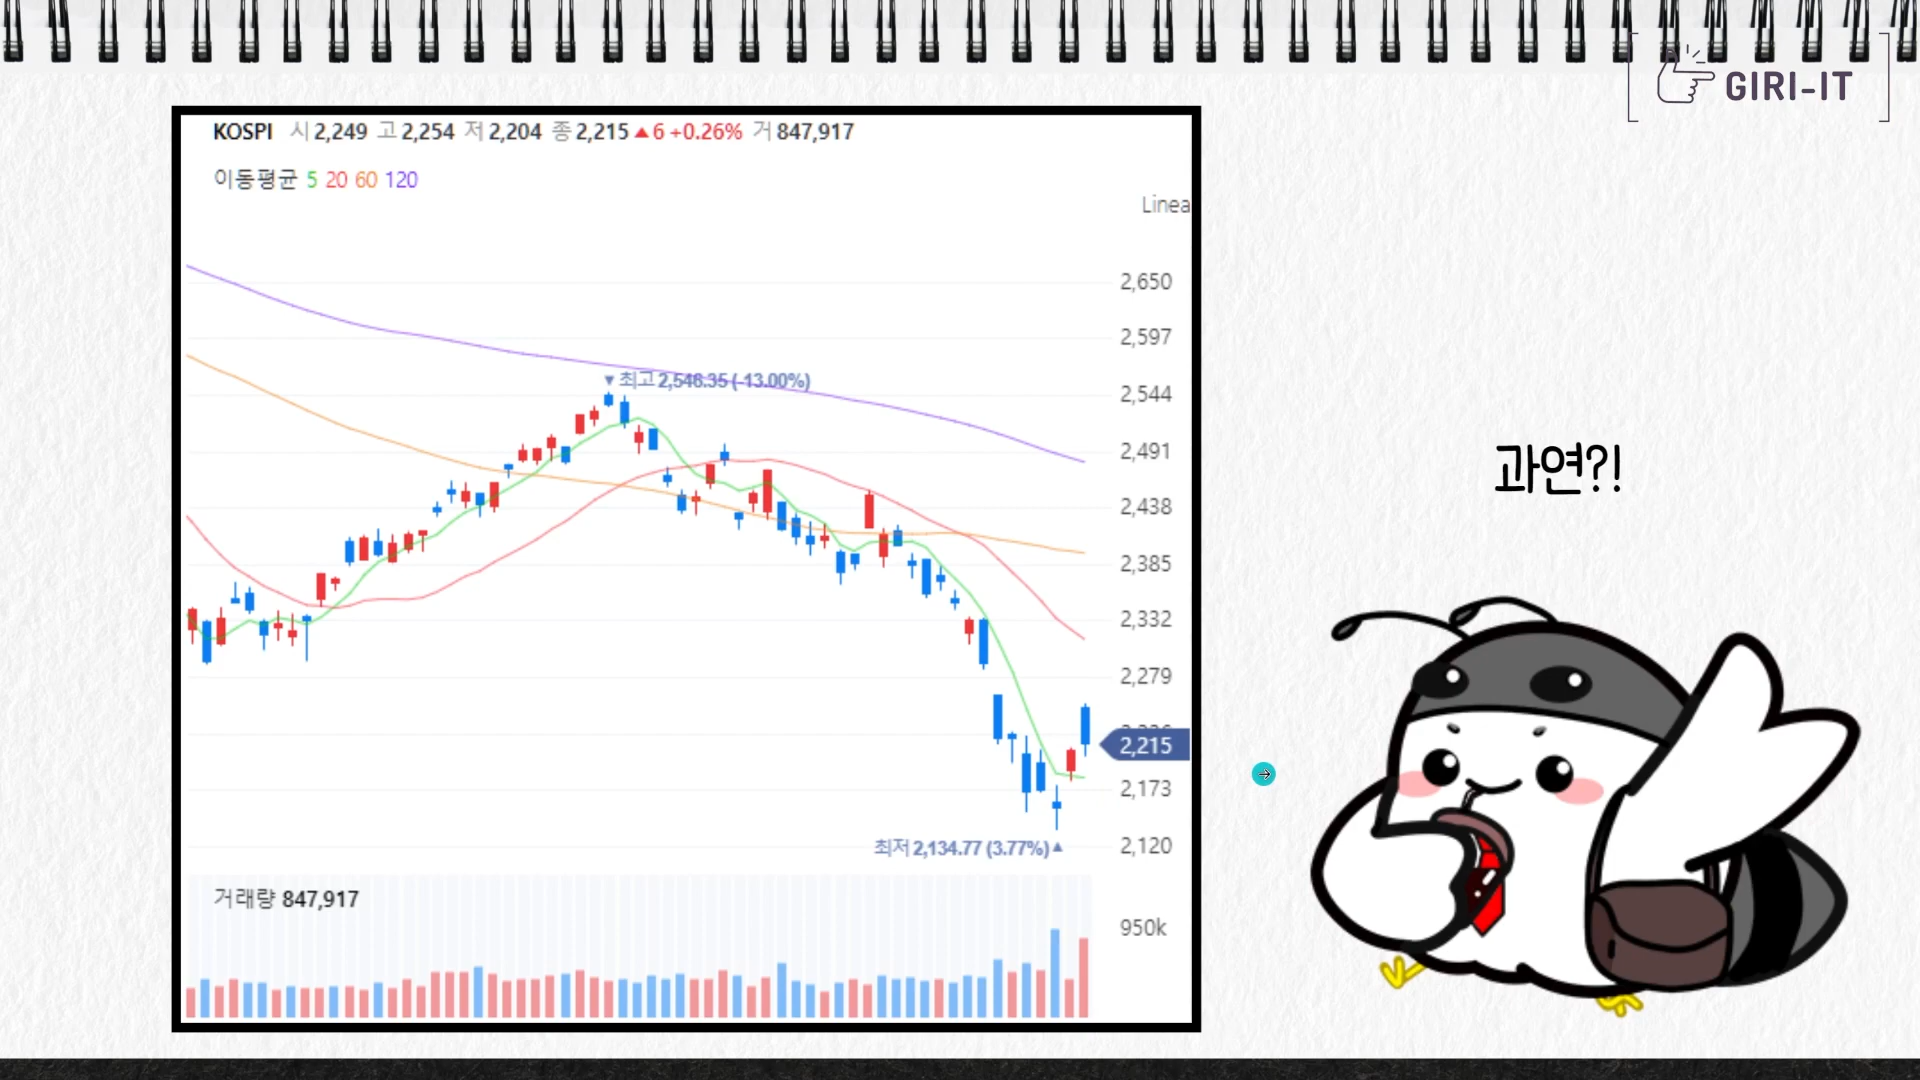 GIRI-IT
KOSPI 시 2,249 고 2,254 저 2,204 종 2,215 ▲ 6 +0.26% 거 847,917
이동평균 5 20 60 120
Linea
2,650
2,597
▼최고 2,546.35 (-13.00%)
2,544
2,491
과연?!
2,438
2,385
2,332
2,279
2,215
2,173
최저 2,134.77 (3.77%)▲
2,120
거래량 847,917
950k